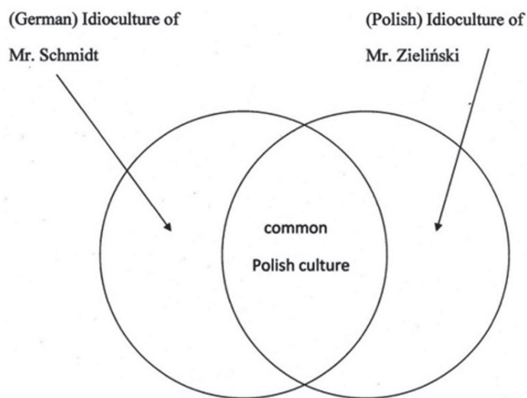 (German) Idioculture of
Mr. Schmidt
(Polish) Idioculture of
Mr. Zieliński
common
Polish culture